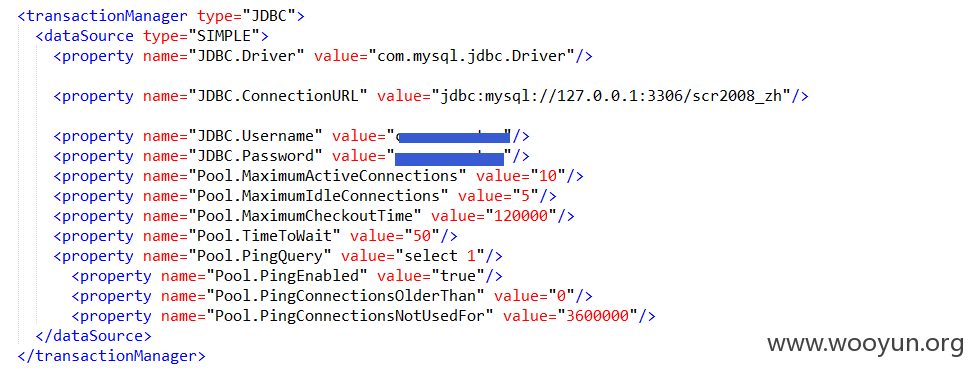 <transactionManager type="JDBC">
<dataSource type="SIMPLE">
<property name="JDBC.Driver" value="com.mysql.jdbc.Driver"/>
<property name="JDBC.ConnectionURL" value="jdbc:mysql://127.0.0.1:3306/scr2008_zh"/>
<property name="JDBC.Username" value=" "/>
<property name="JDBC.Password" value=" "/>
<property name="Pool.MaximumActiveConnections" value="10"/>
<property name="Pool.MaximumIdleConnections" value="5"/>
<property name="Pool.MaximumCheckoutTime" value="120000"/>
<property name="Pool.TimeToWait" value="50"/>
<property name="Pool.PingQuery" value="select 1"/>
<property name="Pool.PingEnabled" value="true"/>
<property name="Pool.PingConnectionsOlderThan" value="0"/>
<property name="Pool.PingConnectionsNotUsedFor" value="3600000"/>
</dataSource>
</transactionManager>
www.wooyun.org